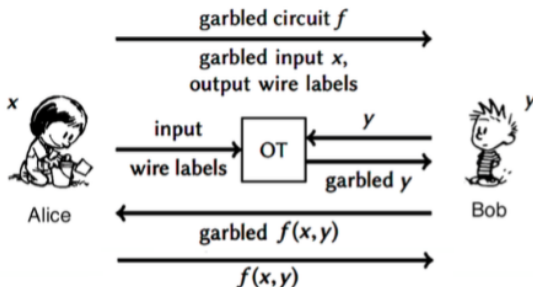 garbled circuit f
garbled input x,
output wire labels
x
y
input
wire labels
OT
y
garbled y
Alice
Bob
garbled f(x,y)
f(x,y)